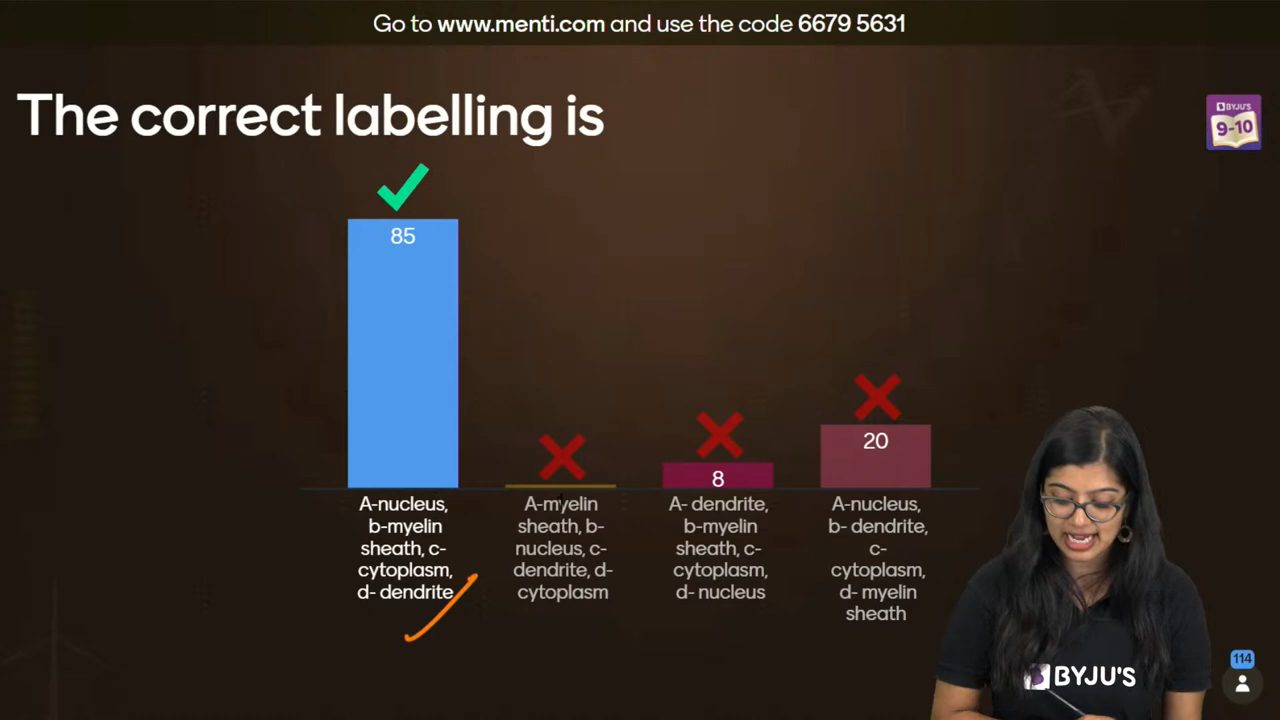 Go to www.menti.com and use the code 6679 5631
The correct labelling is
BYJU'S
9-10
85
8
20
A-nucleus,
b-myelin
sheath, c-
cytoplasm,
d- dendrite
A-myelin
sheath, b-
nucleus, c-
dendrite, d-
cytoplasm
A- dendrite,
b-myelin
sheath, c-
cytoplasm,
d- nucleus
A-nucleus,
b- dendrite,
c-
cytoplasm,
d- myelin
sheath
BYJU'S
114